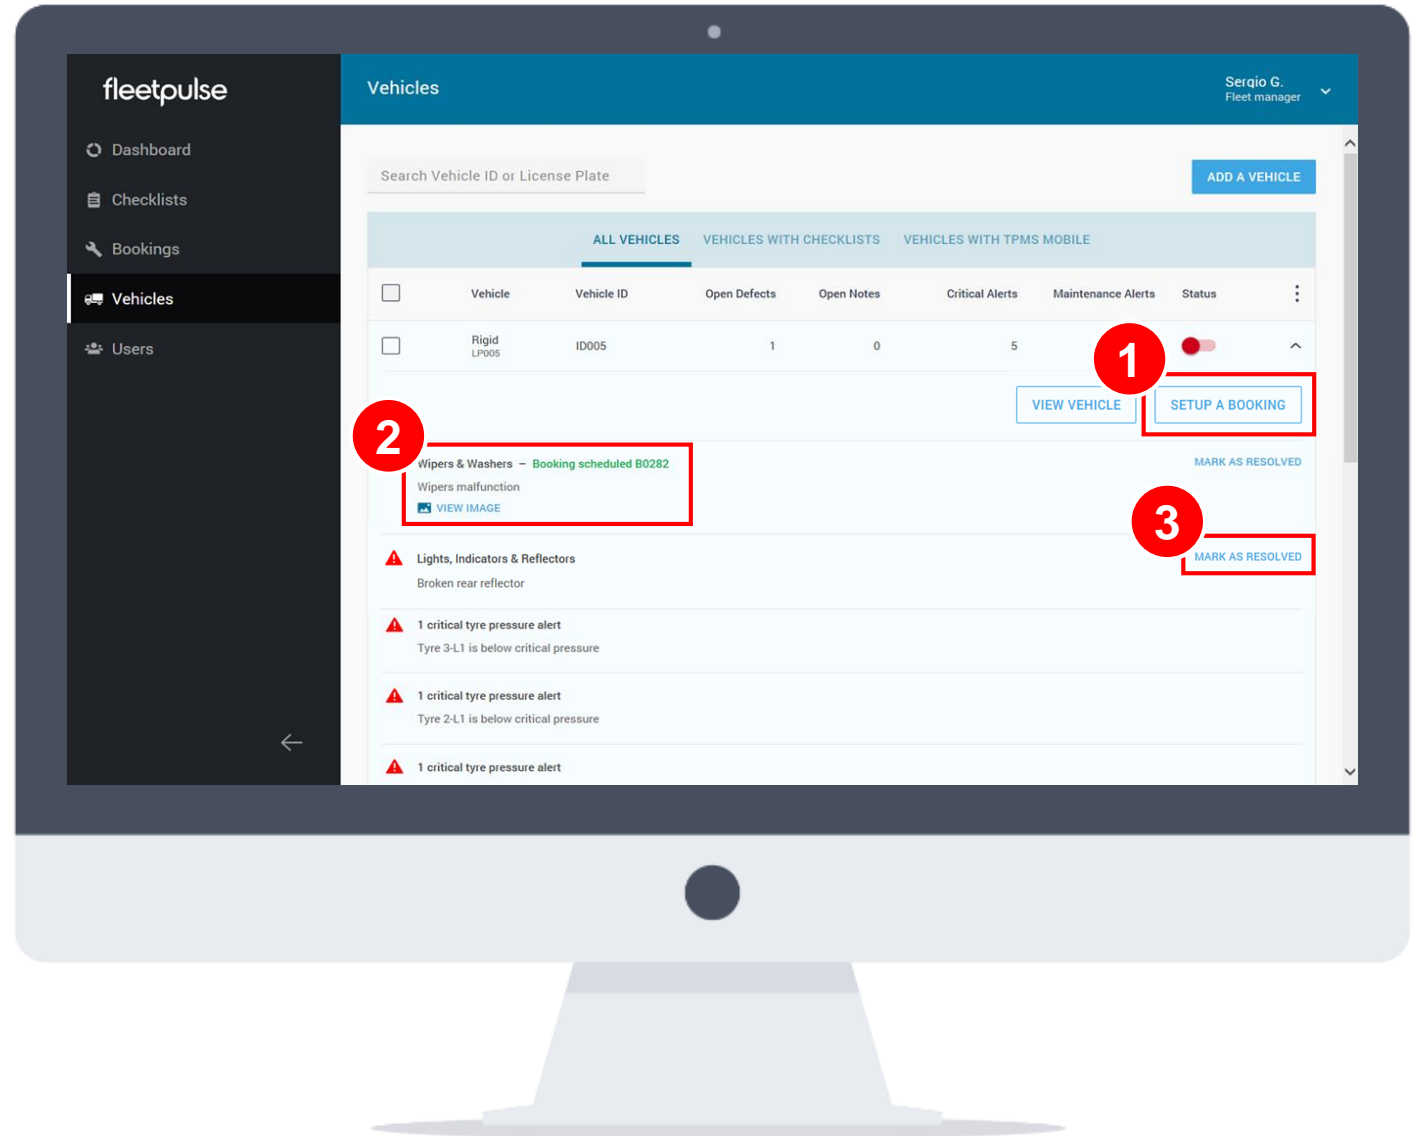 fleetpulse
Dashboard
Checklists
Bookings
Vehicles
Users
Vehicles
Sergio G.
Fleet manager
Search Vehicle ID or License Plate
ADD A VEHICLE
ALL VEHICLES VEHICLES WITH CHECKLISTS VEHICLES WITH TPMS MOBILE
Vehicle Vehicle ID Open Defects Open Notes Critical Alerts Maintenance Alerts Status
Rigid ID005 1 0 5
LP005
1
VIEW VEHICLE SETUP A BOOKING
2
Wipers & Washers – Booking scheduled B0282 MARK AS RESOLVED
Wipers malfunction
VIEW IMAGE
3
Lights, Indicators & Reflectors MARK AS RESOLVED
Broken rear reflector
1 critical tyre pressure alert
Tyre 3-L1 is below critical pressure
1 critical tyre pressure alert
Tyre 2-L1 is below critical pressure
1 critical tyre pressure alert